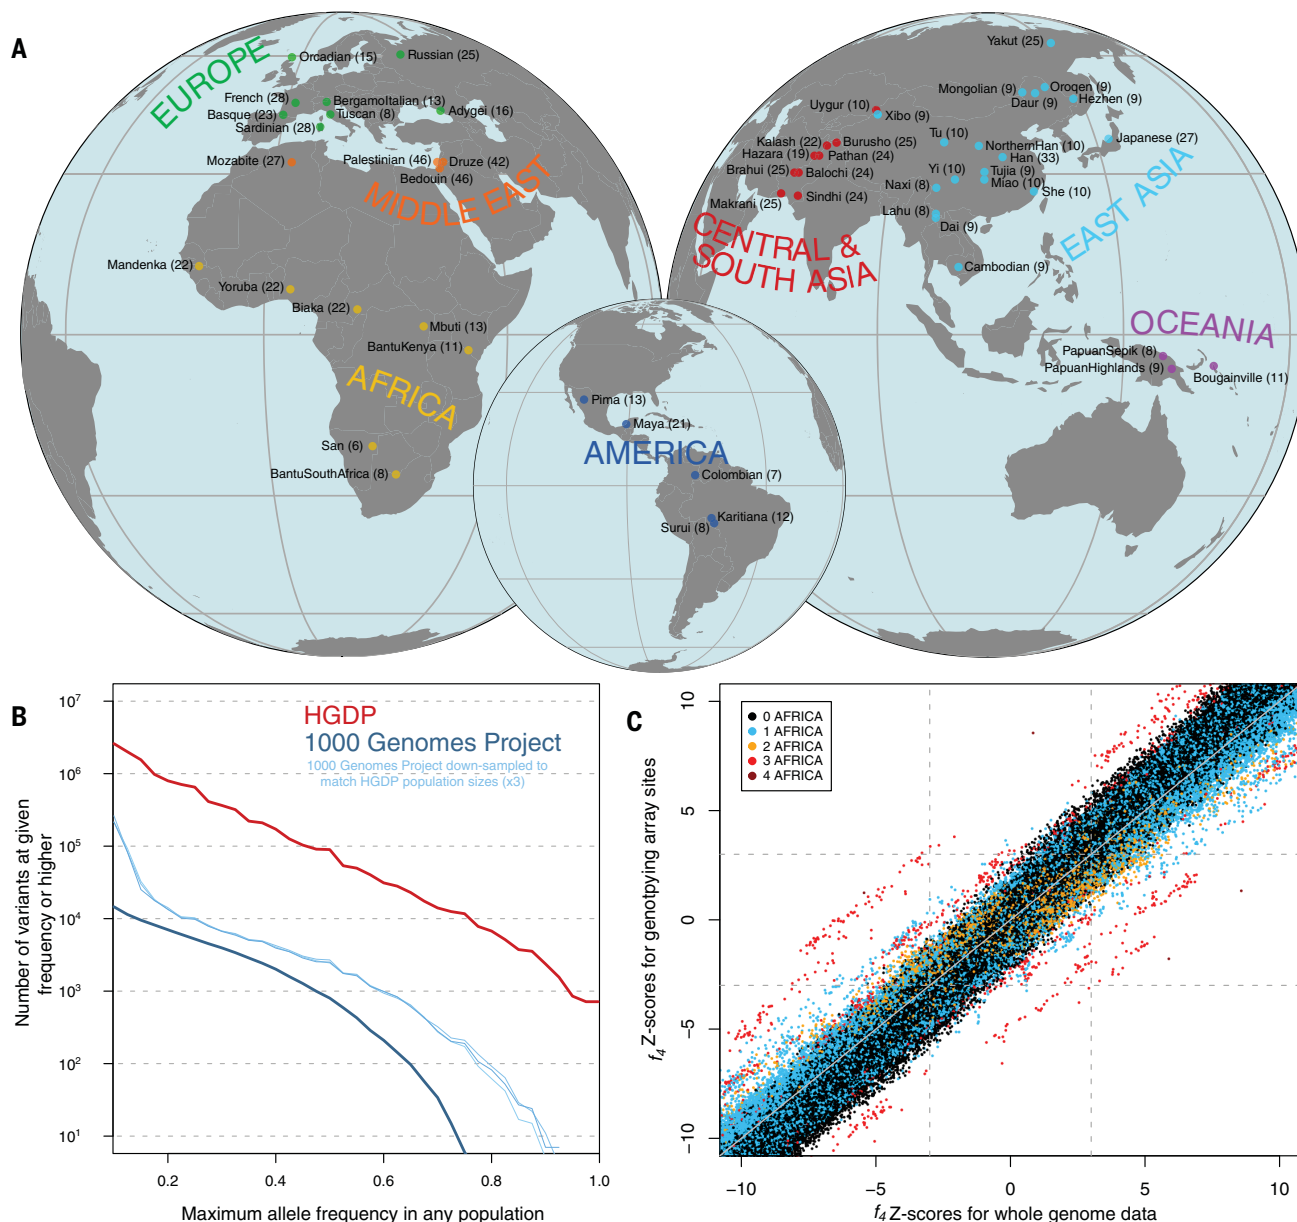 A
EUROPE
Orcadian (15)
Russian (25)
French (28)
BergamoItalian (13)
Basque (23)
Tuscan (8)
Adygei (16)
Sardinian (28)
Mozabite (27)
Palestinian (46)
Druze (42)
Bedouin (46)
MIDDLE EAST
Mandenka (22)
Yoruba (22)
Biaka (22)
Mbuti (13)
BantuKenya (11)
AFRICA
San (6)
BantuSouthAfrica (8)
Pima (13)
Maya (21)
AMERICA
Colombian (7)
Karitiana (12)
Surui (8)
Yakut (25)
Mongolian (9)
Oroqen (9)
Daur (9)
Hezhen (9)
Uygur (10)
Xibo (9)
Tu (10)
Japanese (27)
Kalash (22)
Burusho (25)
NorthernHan (10)
Hazara (19)
Pathan (24)
Han (33)
Brahui (25)
Balochi (24)
Yi (10)
Tujia (9)
Miao (10)
Naxi (8)
She (10)
Makrani (25)
Sindhi (24)
Lahu (8)
Dai (9)
CENTRAL &
SOUTH ASIA
EAST ASIA
Cambodian (9)
OCEANIA
PapuanSepik (8)
PapuanHighlands (9)
Bougainville (11)
B
HGDP
1000 Genomes Project
1000 Genomes Project down-sampled to
match HGDP population sizes (x3)
Number of variants at given
frequency or higher
10⁷
10⁶
10⁵
10⁴
10³
10²
10¹
0.2
0.4
0.6
0.8
1.0
Maximum allele frequency in any population
C
0 AFRICA
1 AFRICA
2 AFRICA
3 AFRICA
4 AFRICA
f₄ Z-scores for genotpying array sites
10
5
0
−5
−10
−10
−5
0
5
10
f₄ Z-scores for whole genome data